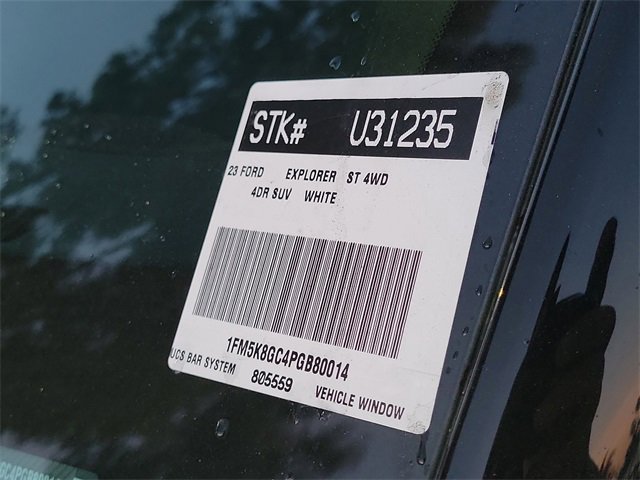 STK# U31235
23 FORD EXPLORER ST 4WD
4DR SUV WHITE
1FM5K8GC4PGB80014
UCS BAR SYSTEM
805559
VEHICLE WINDOW